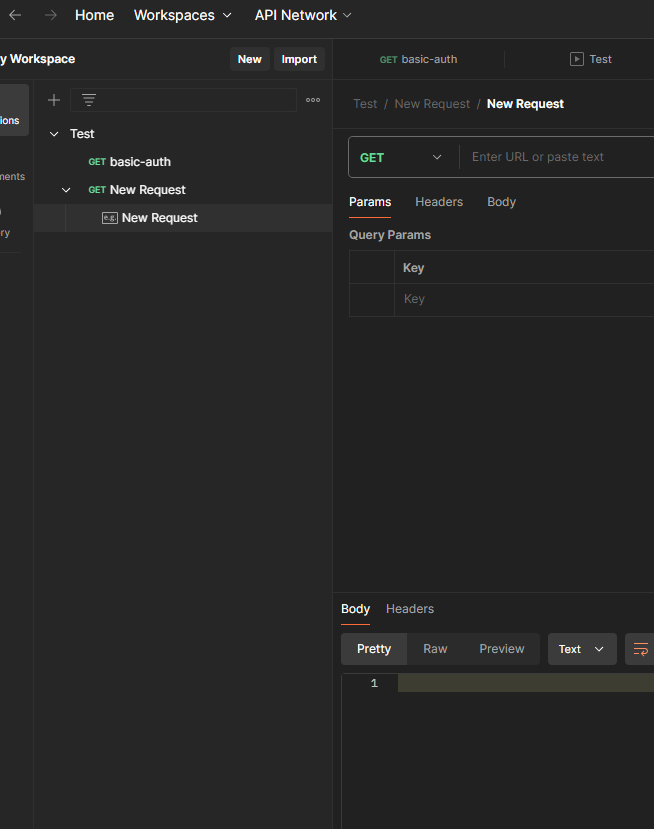 Home Workspaces API Network
y Workspace New Import GET basic-auth Test
ions
Test
Test / New Request / New Request
GET basic-auth
GET Enter URL or paste text
ments
GET New Request
Params Headers Body
e.g. New Request
ry
Query Params
Key
Key
Body Headers
Pretty Raw Preview Text
1